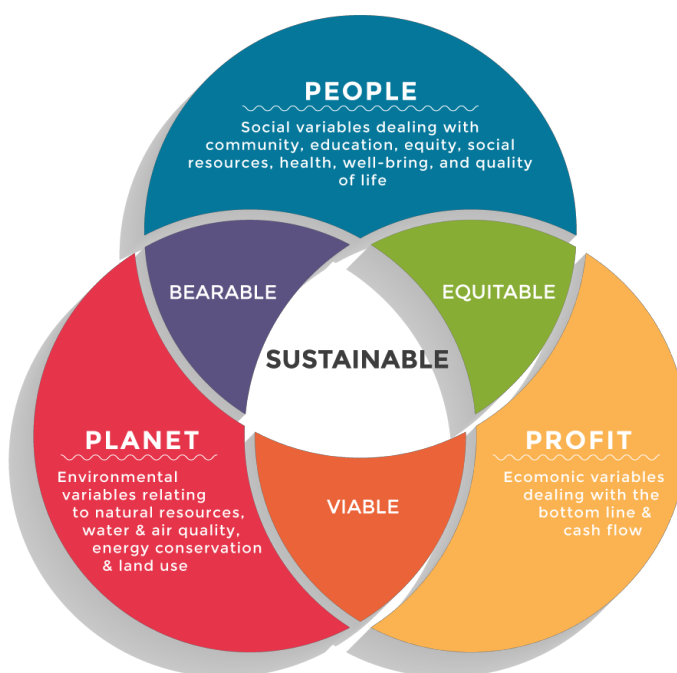 PEOPLE
Social variables dealing with
community, education, equity, social
resources, health, well-bring, and quality
of life
BEARABLE
EQUITABLE
SUSTAINABLE
PLANET
Environmental
variables relating
to natural resources,
water & air quality,
energy conservation
& land use
PROFIT
Ecomonic variables
dealing with the
bottom line &
cash flow
VIABLE